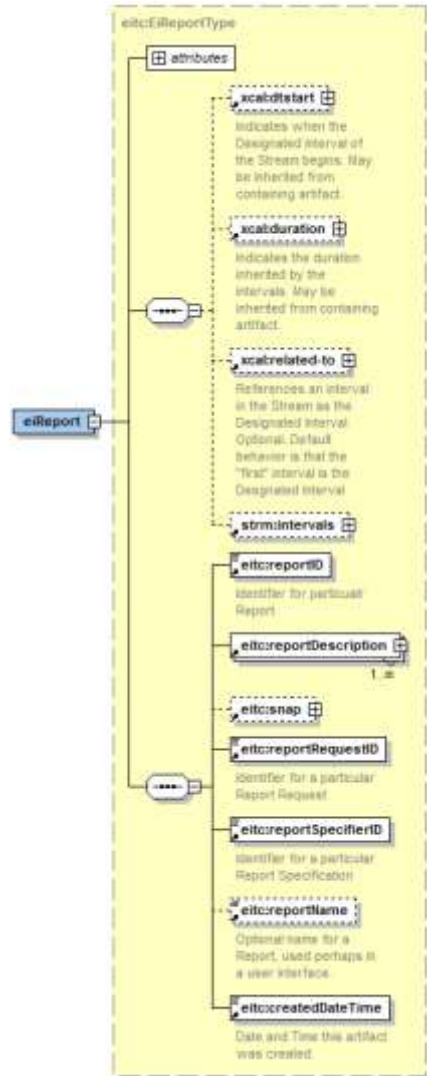 eitc:EiReportType
attributes
xcal:dtstart
Indicates when the
Designated Interval of
the Stream begins. May
be inherited from
containing artifact.
xcal:duration
Indicates the duration
inherited by the
intervals. May be
inherited from containing
artifact.
xcal:related-to
References an interval
in the Stream as the
Designated Interval
Optional. Default
behavior is that the
"first" interval is the
Designated Interval
strm:intervals
eiReport
eitc:reportID
Identifier for particuall
Report
eitc:reportDescription
1..∞
eitc:snap
eitc:reportRequestID
Identifier for a particular
Report Request
eitc:reportSpecifierID
Identifier for a particular
Report Specification
eitc:reportName
Optional name for a
Report, used perhaps in
a user interface.
eitc:createdDateTime
Date and Time this artifact
was created